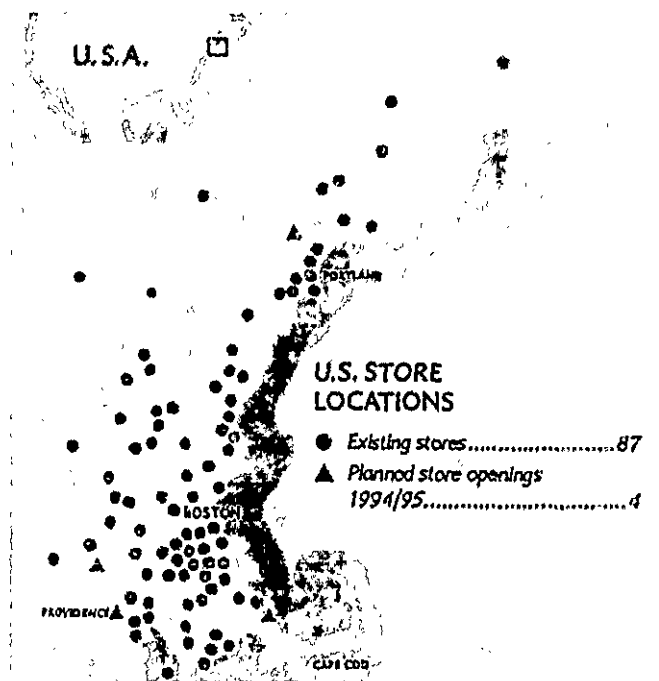 U.S.A.
PORTLAND
U.S. STORE
LOCATIONS
Existing stores..............................87
Planned store openings
1994/95..............................4
BOSTON
PROVIDENCE
CAPE COD